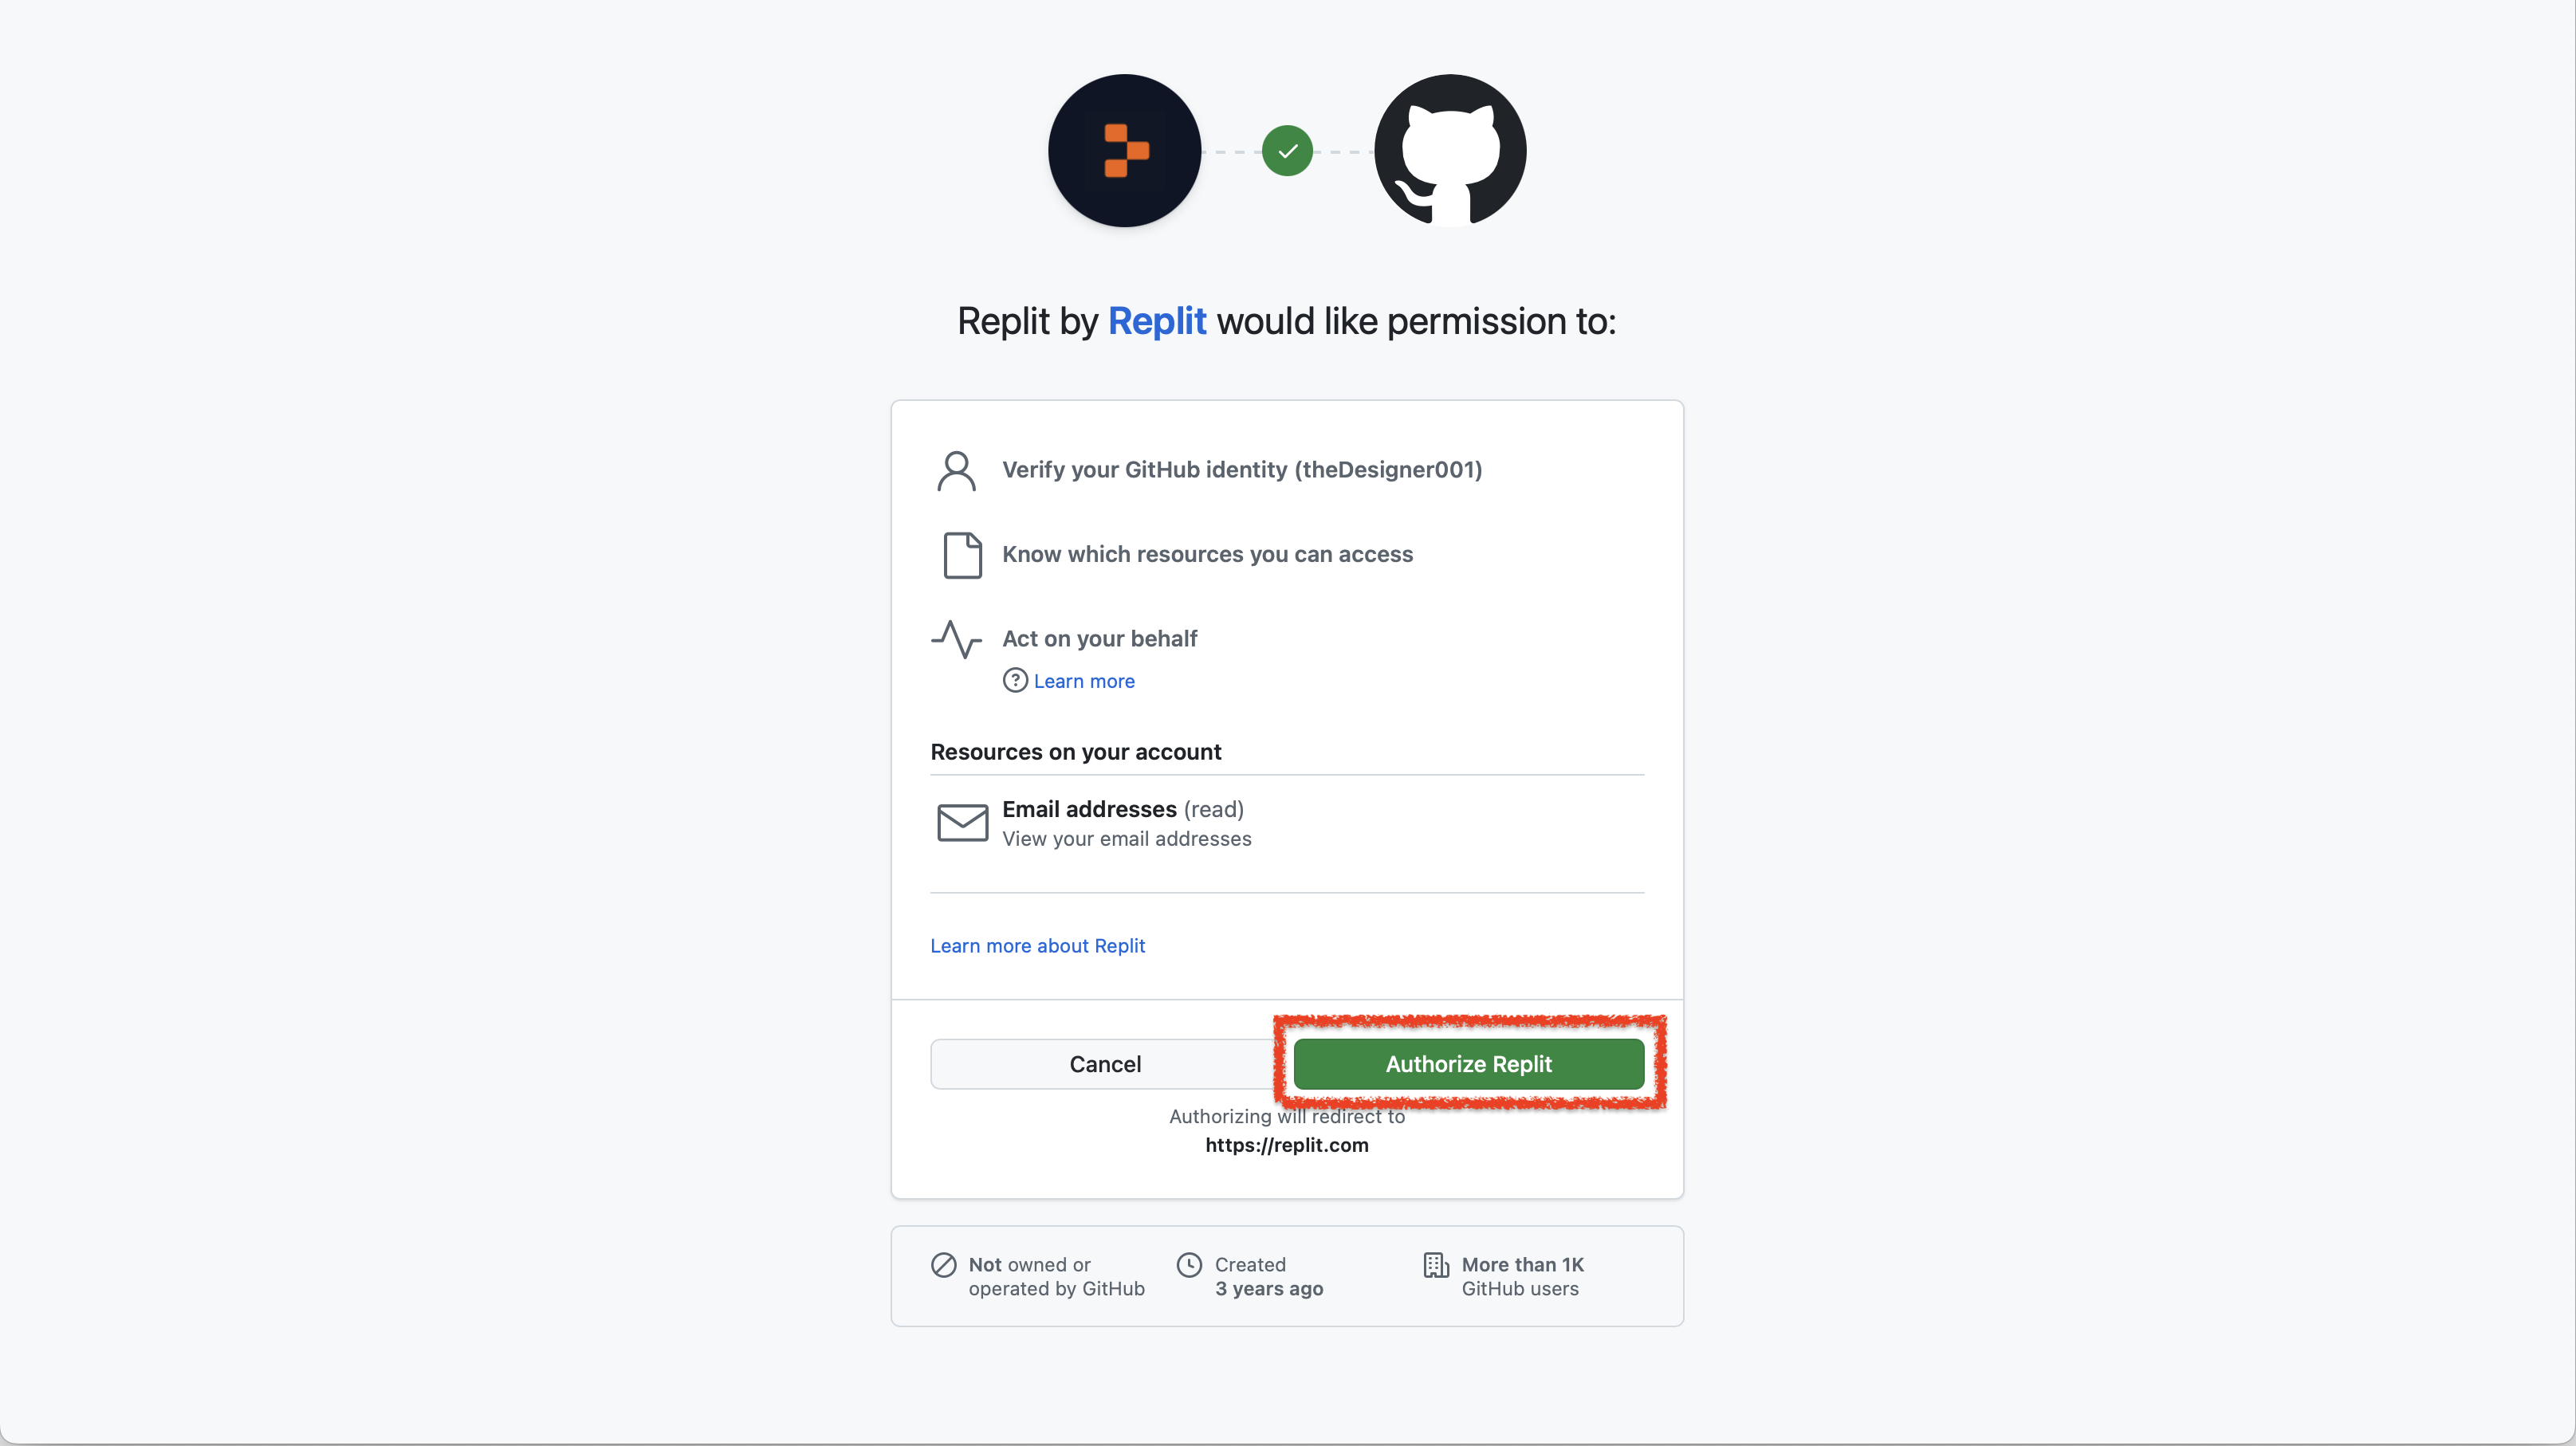 Replit by Replit would like permission to:
Verify your GitHub identity (theDesigner001)
Know which resources you can access
Act on your behalf
Learn more
Resources on your account
Email addresses (read)
View your email addresses
Learn more about Replit
Cancel
Authorize Replit
Authorizing will redirect to
https://replit.com
Not owned or
operated by GitHub
Created
3 years ago
More than 1K
GitHub users